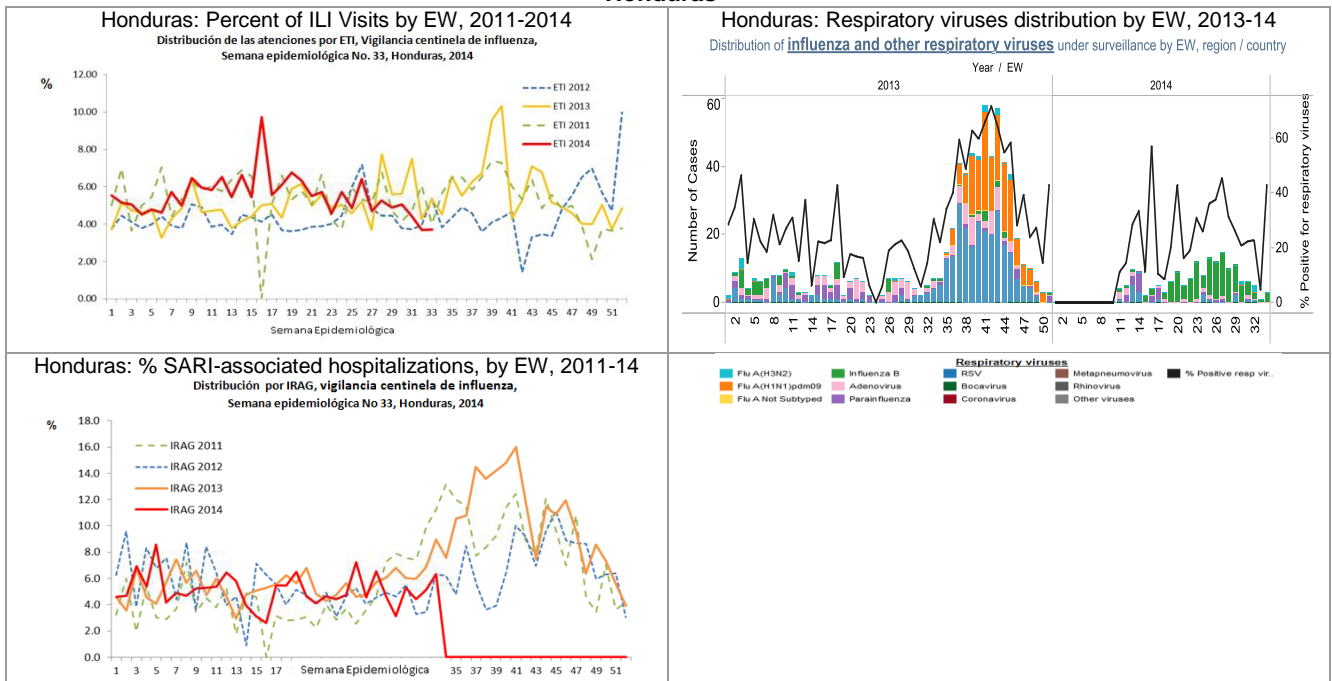 Honduras
Honduras: Percent of ILI Visits by EW, 2011-2014
Distribución de las atenciones por ETI, Vigilancia centinela de influenza,
Semana epidemiológica No. 33, Honduras, 2014
%
12.00
10.00
8.00
6.00
4.00
2.00
0.00
ETI 2012
ETI 2013
ETI 2011
ETI 2014
1 3 5 7 9 11 13 15 17 19 21 23 25 27 29 31 33 35 37 39 41 43 45 47 49 51
Semana Epidemiológica
Honduras: Respiratory viruses distribution by EW, 2013-14
Distribution of influenza and other respiratory viruses under surveillance by EW, region / country
Year / EW
2013 2014
Number of Cases
60
40
20
0
% Positive for respiratory viruses
60
40
20
0
2 5 8 11 14 17 20 23 26 29 32 35 38 41 44 47 50 2 5 8 11 14 17 20 23 26 29 32
Honduras: % SARI-associated hospitalizations, by EW, 2011-14
Distribución por IRAG, vigilancia centinela de influenza,
Semana epidemiológica No 33, Honduras, 2014
%
18.0
16.0
14.0
12.0
10.0
8.0
6.0
4.0
2.0
0.0
IRAG 2011
IRAG 2012
IRAG 2013
IRAG 2014
1 3 5 7 9 11 13 15 17 Semana Epidemiológica 35 37 39 41 43 45 47 49 51
Respiratory viruses
Flu A(H3N2) Influenza B RSV Metapneumovirus % Positive resp vir..
Flu A(H1N1)pdm09 Adenovirus Bocavirus Rhinovirus
Flu A Not Subtyped Parainfluenza Coronavirus Other viruses